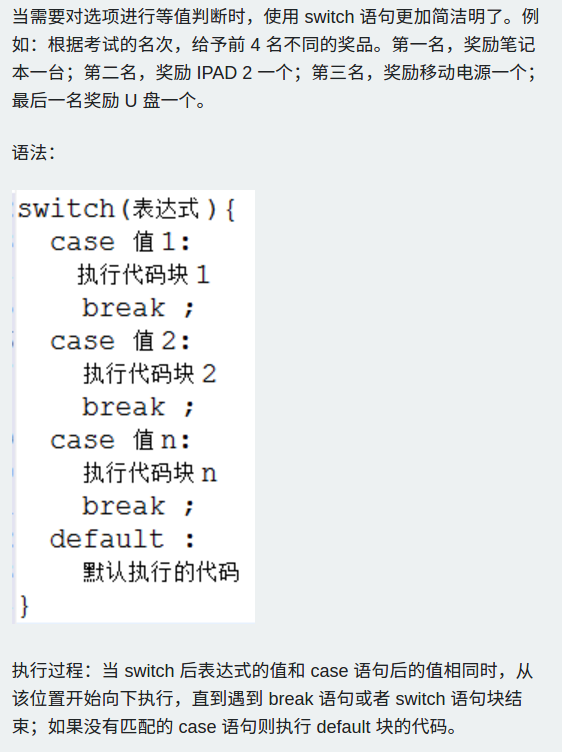 当需要对选项进行等值判断时，使用 switch 语句更加简洁明了。例
如：根据考试的名次，给予前 4 名不同的奖品。第一名，奖励笔记
本一台；第二名，奖励 IPAD 2 一个；第三名，奖励移动电源一个；
最后一名奖励 U 盘一个。
语法：
switch(表达式){
case 值1:
执行代码块1
break ;
case 值2:
执行代码块2
break ;
case 值n:
执行代码块n
break ;
default :
默认执行的代码
}
执行过程：当 switch 后表达式的值和 case 语句后的值相同时，从
该位置开始向下执行，直到遇到 break 语句或者 switch 语句块结
束；如果没有匹配的 case 语句则执行 default 块的代码。